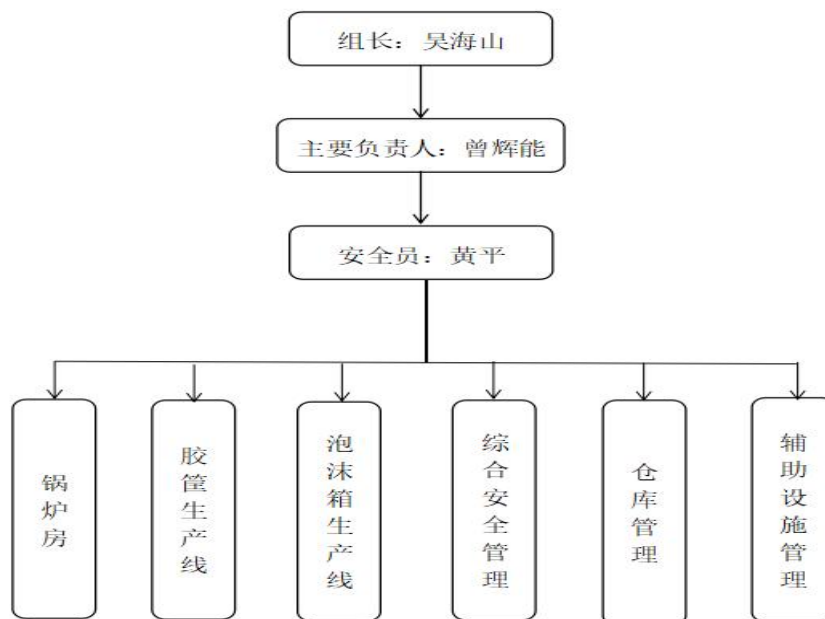 组长：吴海山
主要负责人：曾辉能
安全员：黄平
锅炉房
胶筐生产线
泡沫箱生产线
综合安全管理
仓库管理
辅助设施管理